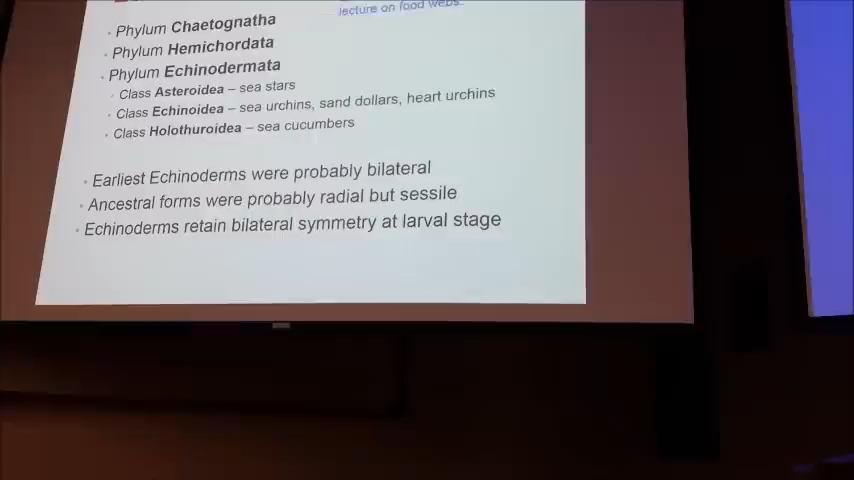 lecture on food webs.
Phylum Chaetognatha
Phylum Hemichordata
Phylum Echinodermata
Class Asteroidea – sea stars
Class Echinoidea – sea urchins, sand dollars, heart urchins
Class Holothuroidea – sea cucumbers
Earliest Echinoderms were probably bilateral
Ancestral forms were probably radial but sessile
Echinoderms retain bilateral symmetry at larval stage